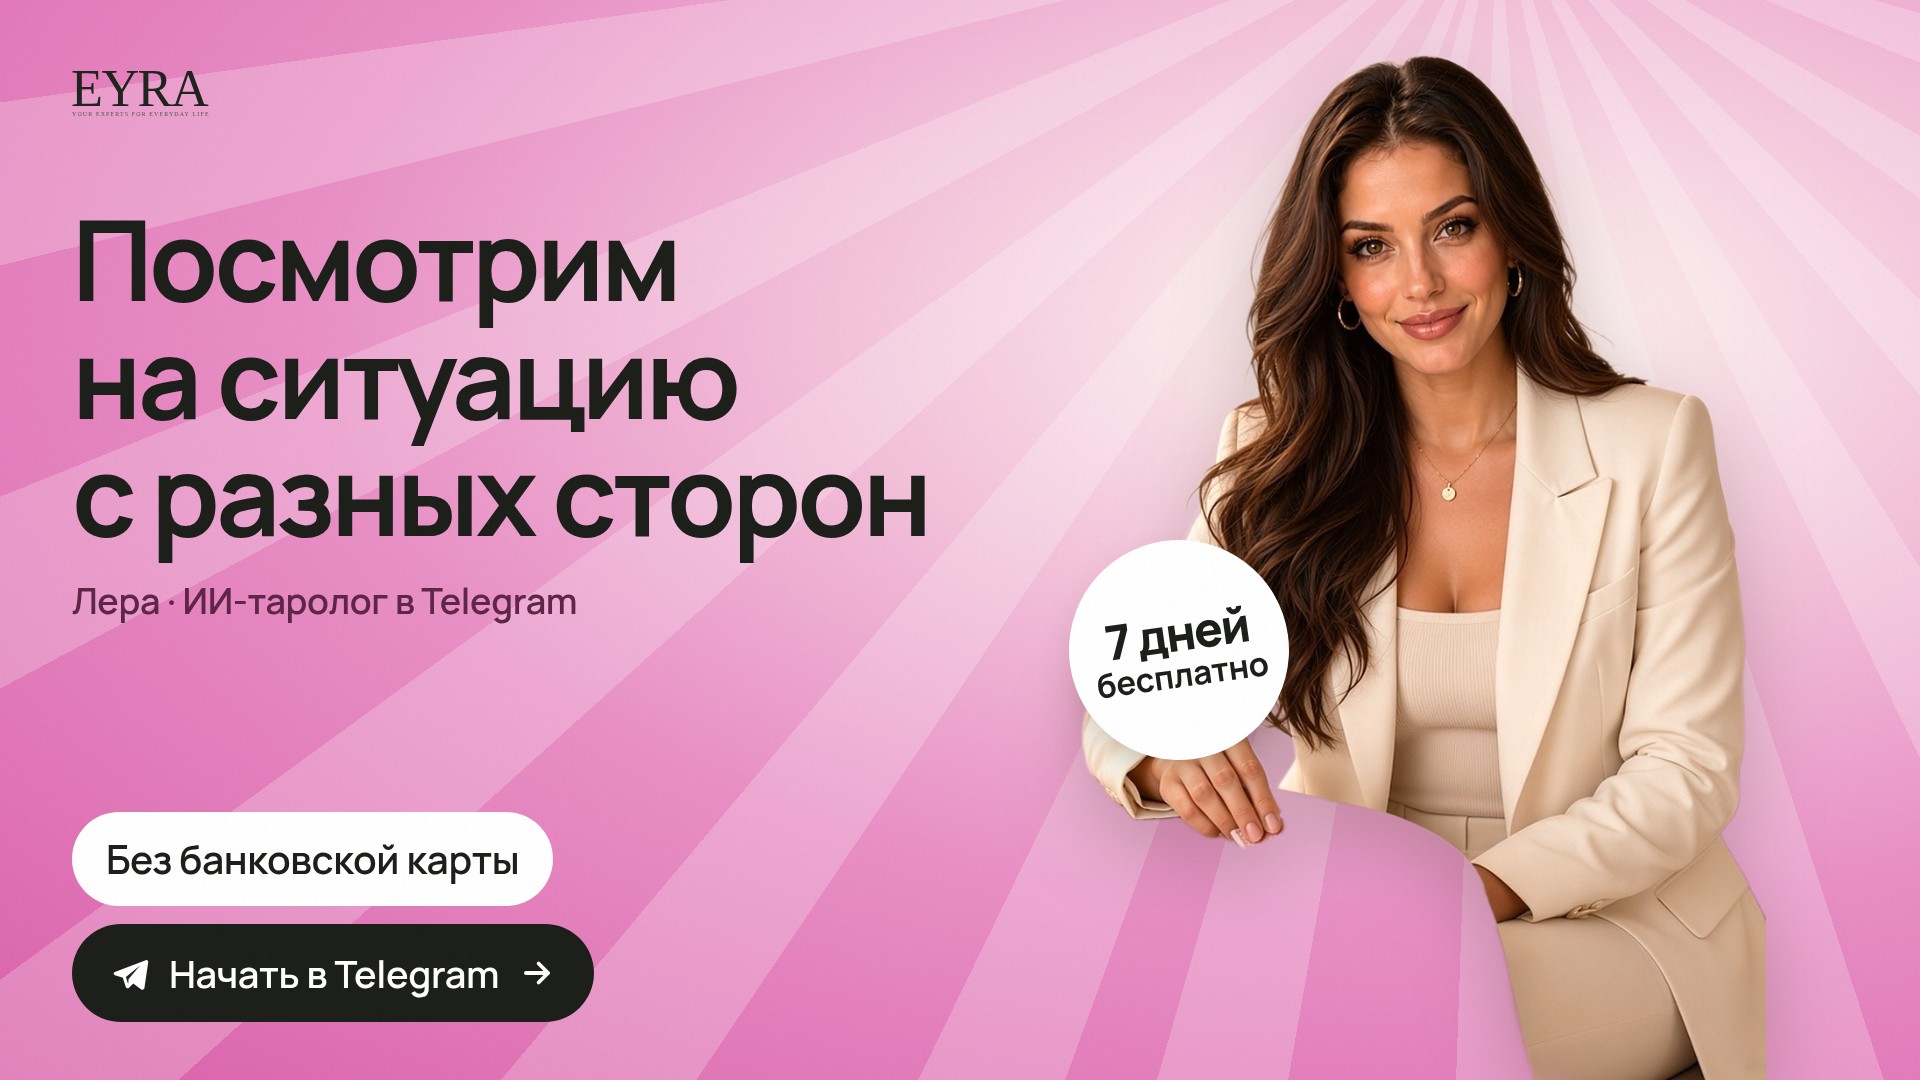 EYRA
YOUR EXPERTS FOR EVERYDAY LIFE
Посмотрим
на ситуацию
с разных сторон
Лера · ИИ-таролог в Telegram
7 дней
бесплатно
Без банковской карты
Начать в Telegram →